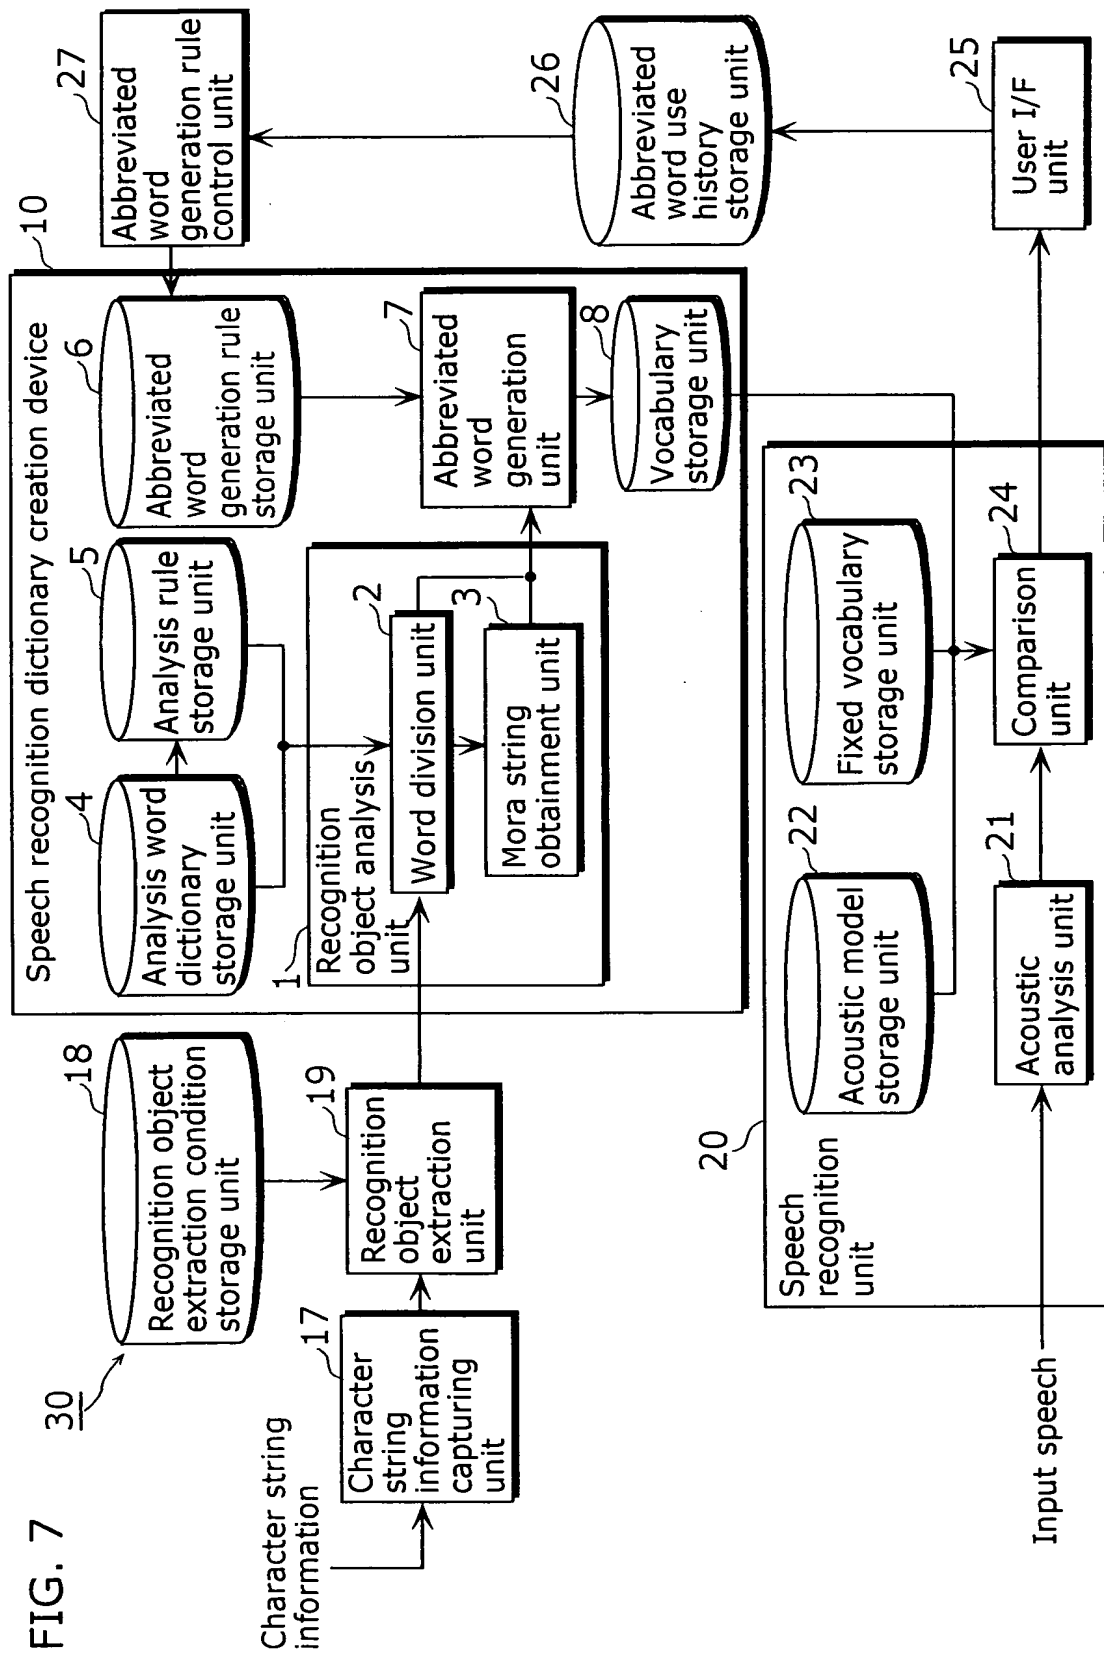 FIG. 7
30
Character string
information
17
Character
string
information
capturing
unit
18
Recognition object
extraction condition
storage unit
19
Recognition
object
extraction
unit
10
Speech recognition dictionary creation device
4
Analysis word
dictionary
storage unit
5
Analysis rule
storage unit
6
Abbreviated
word
generation rule
storage unit
1
Recognition
object analysis
unit
2
Word division unit
3
Mora string
obtainment unit
7
Abbreviated
word
generation
unit
8
Vocabulary
storage unit
27
Abbreviated
word
generation rule
control unit
26
Abbreviated
word use
history
storage unit
25
User I/F
unit
20
Speech
recognition
unit
22
Acoustic model
storage unit
23
Fixed vocabulary
storage unit
21
Acoustic
analysis unit
24
Comparison
unit
Input speech